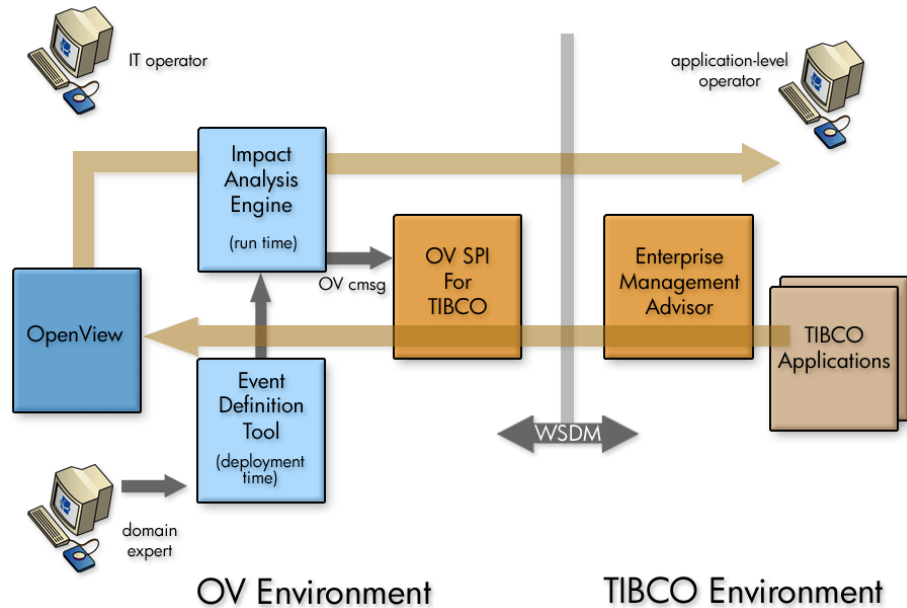 IT operator
application-level
operator
Impact
Analysis
Engine
(run time)
OV cmsg
OV SPI
For
TIBCO
Enterprise
Management
Advisor
OpenView
TIBCO
Applications
Event
Definition
Tool
(deployment
time)
WSDM
domain
expert
OV Environment
TIBCO Environment